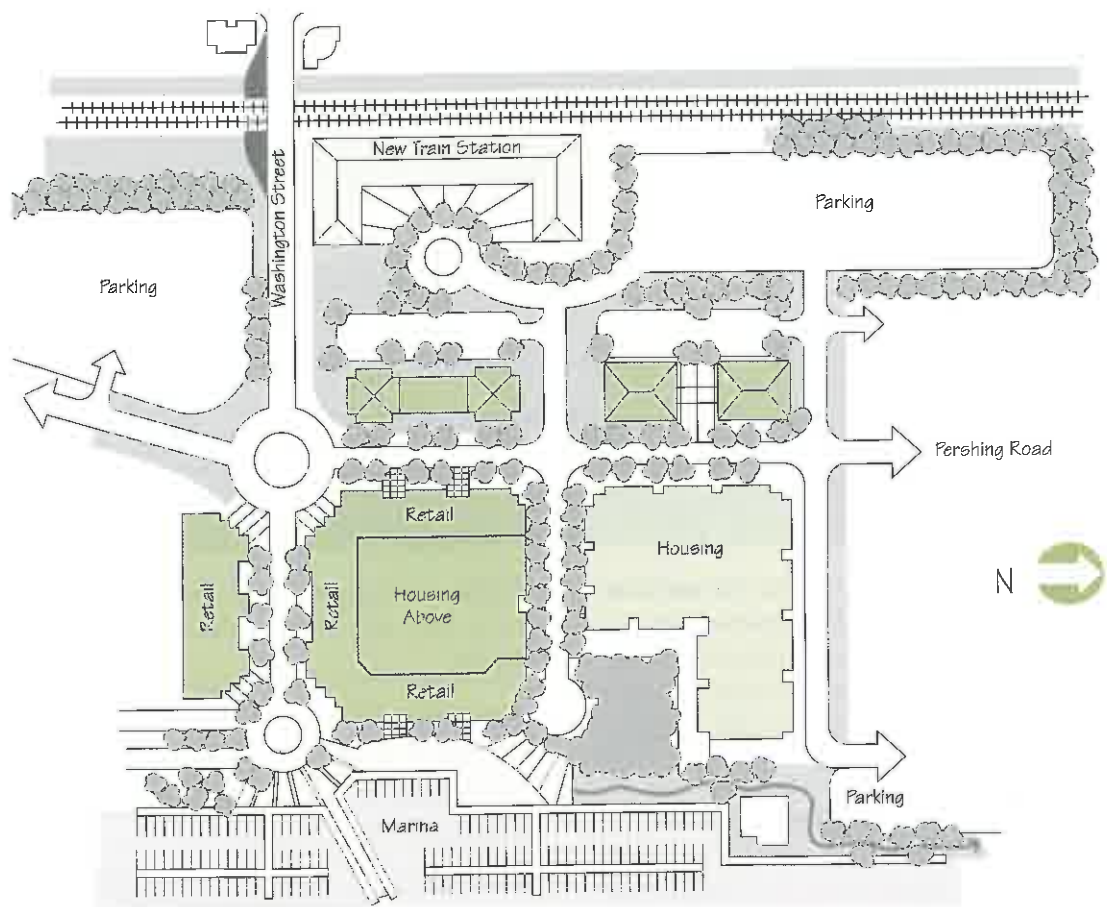 New Train Station
Washington Street
Parking
Parking
Pershing Road
Retail
Housing
N
Retail
Retail
Housing
Above
Retail
Parking
Marina